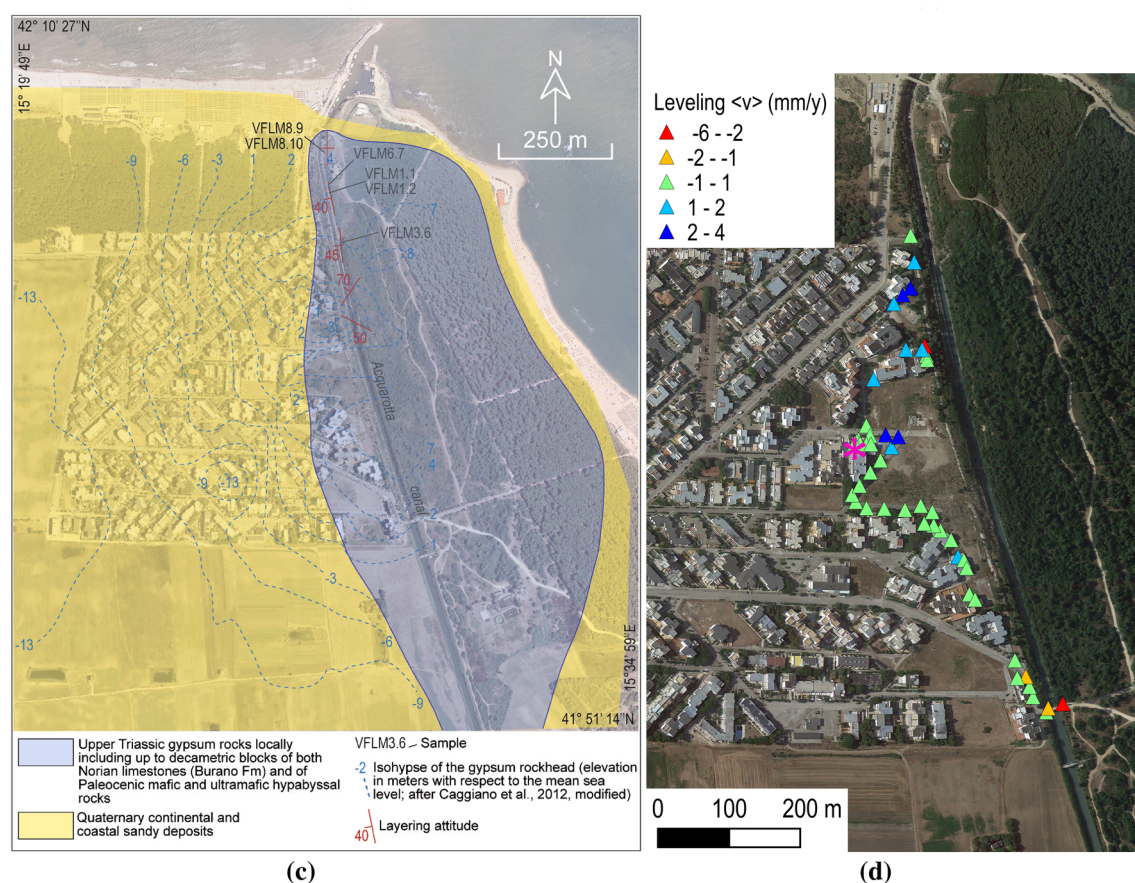 42° 10' 27''N
15° 19' 49''E
N
250 m
VFLM8.9
VFLM8.10
VFLM6.7
VFLM1.1
VFLM1.2
VFLM3.6
-9
-6
-3
1
2
4
40
7
45
8
70
-13
2
-3
50
2
Acquarotta
canal
7
4
-9
-13
2
1
-3
-6
-13
-9
15° 34' 59''E
41° 51' 14''N
Upper Triassic gypsum rocks locally
including up to decametric blocks of both
Norian limestones (Burano Fm) and of
Paleocenic mafic and ultramafic hypabyssal
rocks
Quaternary continental and
coastal sandy deposits
VFLM3.6 Sample
-2 Isohypse of the gypsum rockhead (elevation
in meters with respect to the mean sea
level; after Caggiano et al., 2012, modified)
40 Layering attitude
(c)
Leveling <v> (mm/y)
-6 - -2
-2 - -1
-1 - 1
1 - 2
2 - 4
0 100 200 m
(d)